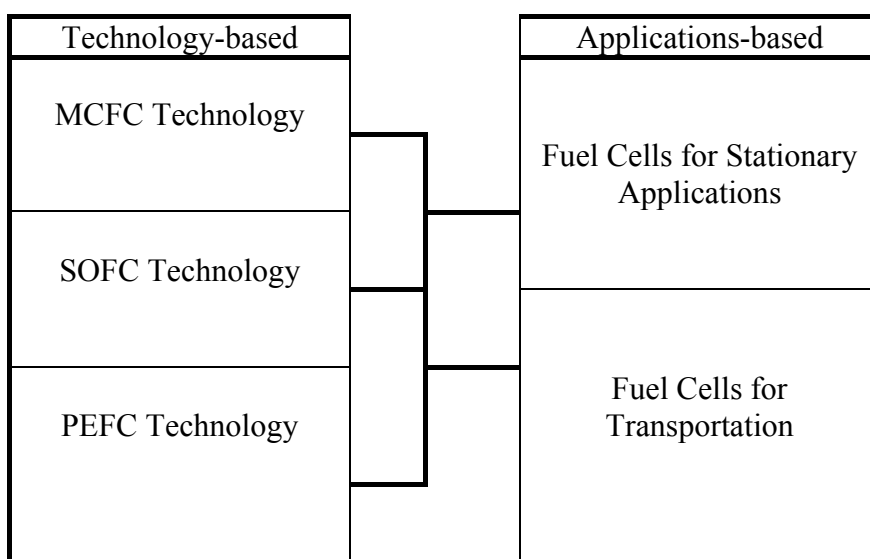 Technology-based
MCFC Technology
SOFC Technology
PEFC Technology
Applications-based
Fuel Cells for Stationary
Applications
Fuel Cells for
Transportation